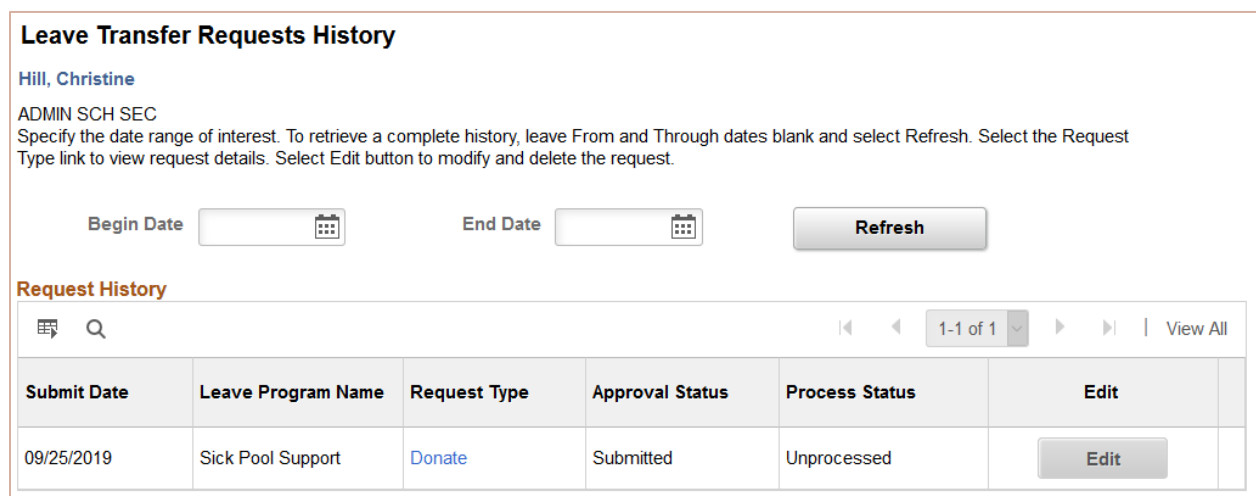 Leave Transfer Requests History
Hill, Christine
ADMIN SCH SEC
Specify the date range of interest. To retrieve a complete history, leave From and Through dates blank and select Refresh. Select the Request
Type link to view request details. Select Edit button to modify and delete the request.
Begin Date End Date Refresh
Request History
1-1 of 1 | View All
Submit Date Leave Program Name Request Type Approval Status Process Status Edit
09/25/2019 Sick Pool Support Donate Submitted Unprocessed Edit